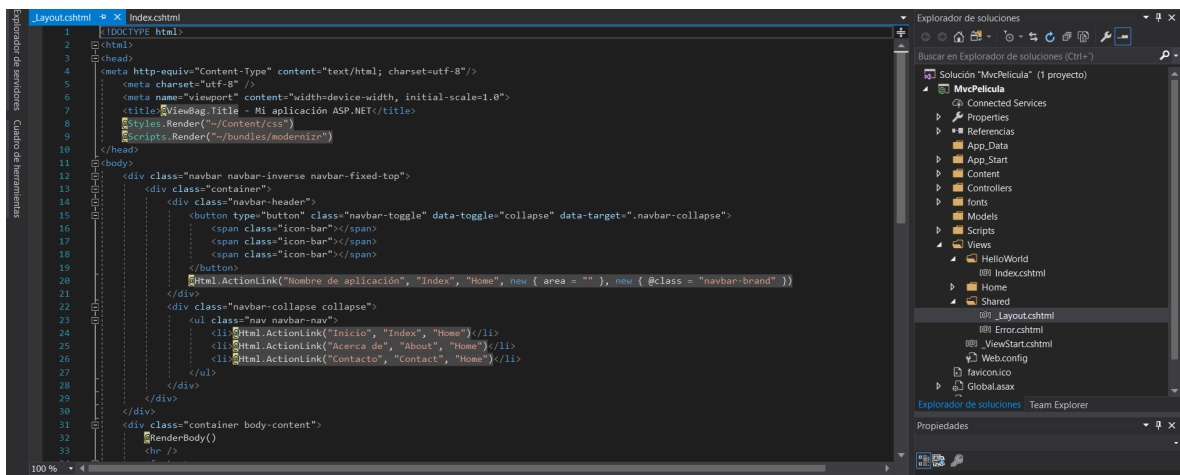 Explorador de servidores
Cuadro de herramientas
_Layout.cshtml Index.cshtml
1 <!DOCTYPE html>
2 <html>
3 <head>
4 <meta http-equiv="Content-Type" content="text/html; charset=utf-8"/>
5 <meta charset="utf-8" />
6 <meta name="viewport" content="width=device-width, initial-scale=1.0">
7 <title>@ViewBag.Title - Mi aplicación ASP.NET</title>
8 @Styles.Render("~/Content/css")
9 @Scripts.Render("~/bundles/modernizr")
10 </head>
11 <body>
12 <div class="navbar navbar-inverse navbar-fixed-top">
13 <div class="container">
14 <div class="navbar-header">
15 <button type="button" class="navbar-toggle" data-toggle="collapse" data-target=".navbar-collapse">
16 <span class="icon-bar"></span>
17 <span class="icon-bar"></span>
18 <span class="icon-bar"></span>
19 </button>
20 @Html.ActionLink("Nombre de aplicación", "Index", "Home", new { area = "" }, new { @class = "navbar-brand" })
21 </div>
22 <div class="navbar-collapse collapse">
23 <ul class="nav navbar-nav">
24 <li>@Html.ActionLink("Inicio", "Index", "Home")</li>
25 <li>@Html.ActionLink("Acerca de", "About", "Home")</li>
26 <li>@Html.ActionLink("Contacto", "Contact", "Home")</li>
27 </ul>
28 </div>
29 </div>
30 </div>
31 <div class="container body-content">
32 @RenderBody()
33 <hr />
100 %
Explorador de soluciones
Buscar en Explorador de soluciones (Ctrl+´)
Solución "MvcPelicula" (1 proyecto)
MvcPelicula
Connected Services
Properties
Referencias
App_Data
App_Start
Content
Controllers
fonts
Models
Scripts
Views
HelloWorld
Index.cshtml
Home
Shared
_Layout.cshtml
Error.cshtml
_ViewStart.cshtml
Web.config
favicon.ico
Global.asax
Explorador de soluciones Team Explorer
Propiedades